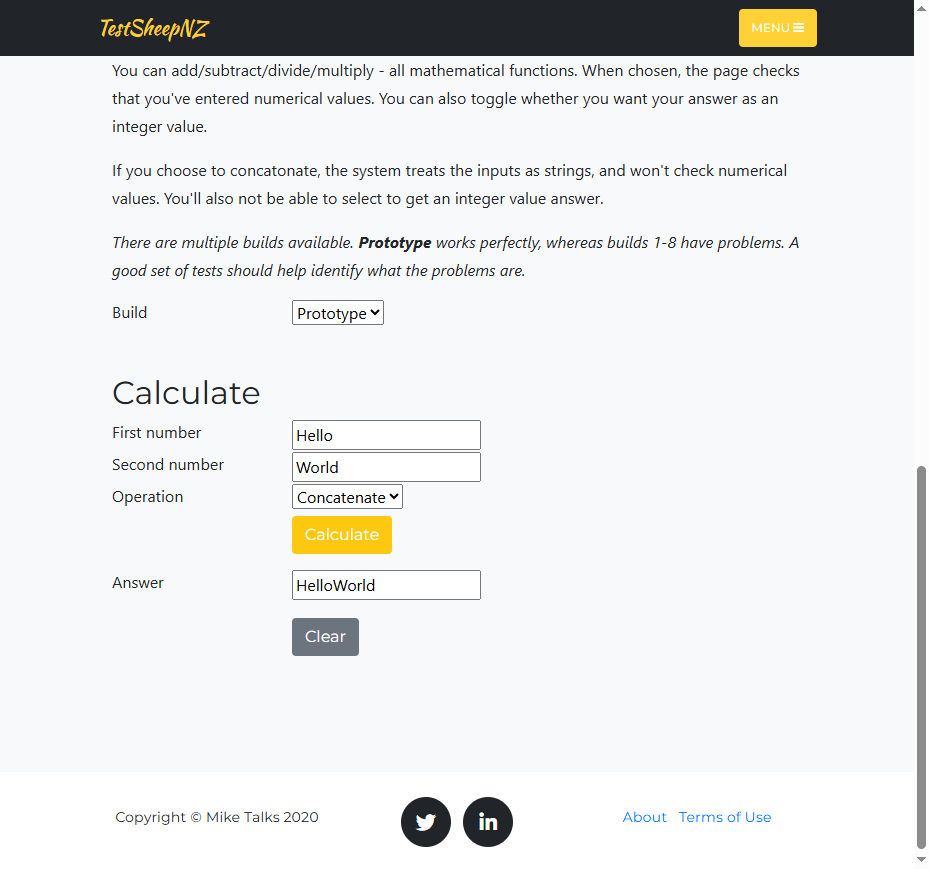 TestSheepNZ
MENU
You can add/subtract/divide/multiply - all mathematical functions. When chosen, the page checks
that you've entered numerical values. You can also toggle whether you want your answer as an
integer value.
If you choose to concatonate, the system treats the inputs as strings, and won't check numerical
values. You'll also not be able to select to get an integer value answer.
There are multiple builds available. Prototype works perfectly, whereas builds 1-8 have problems. A
good set of tests should help identify what the problems are.
Build Prototype
Calculate
First number Hello
Second number World
Operation Concatenate
Calculate
Answer HelloWorld
Clear
Copyright © Mike Talks 2020
in
About Terms of Use